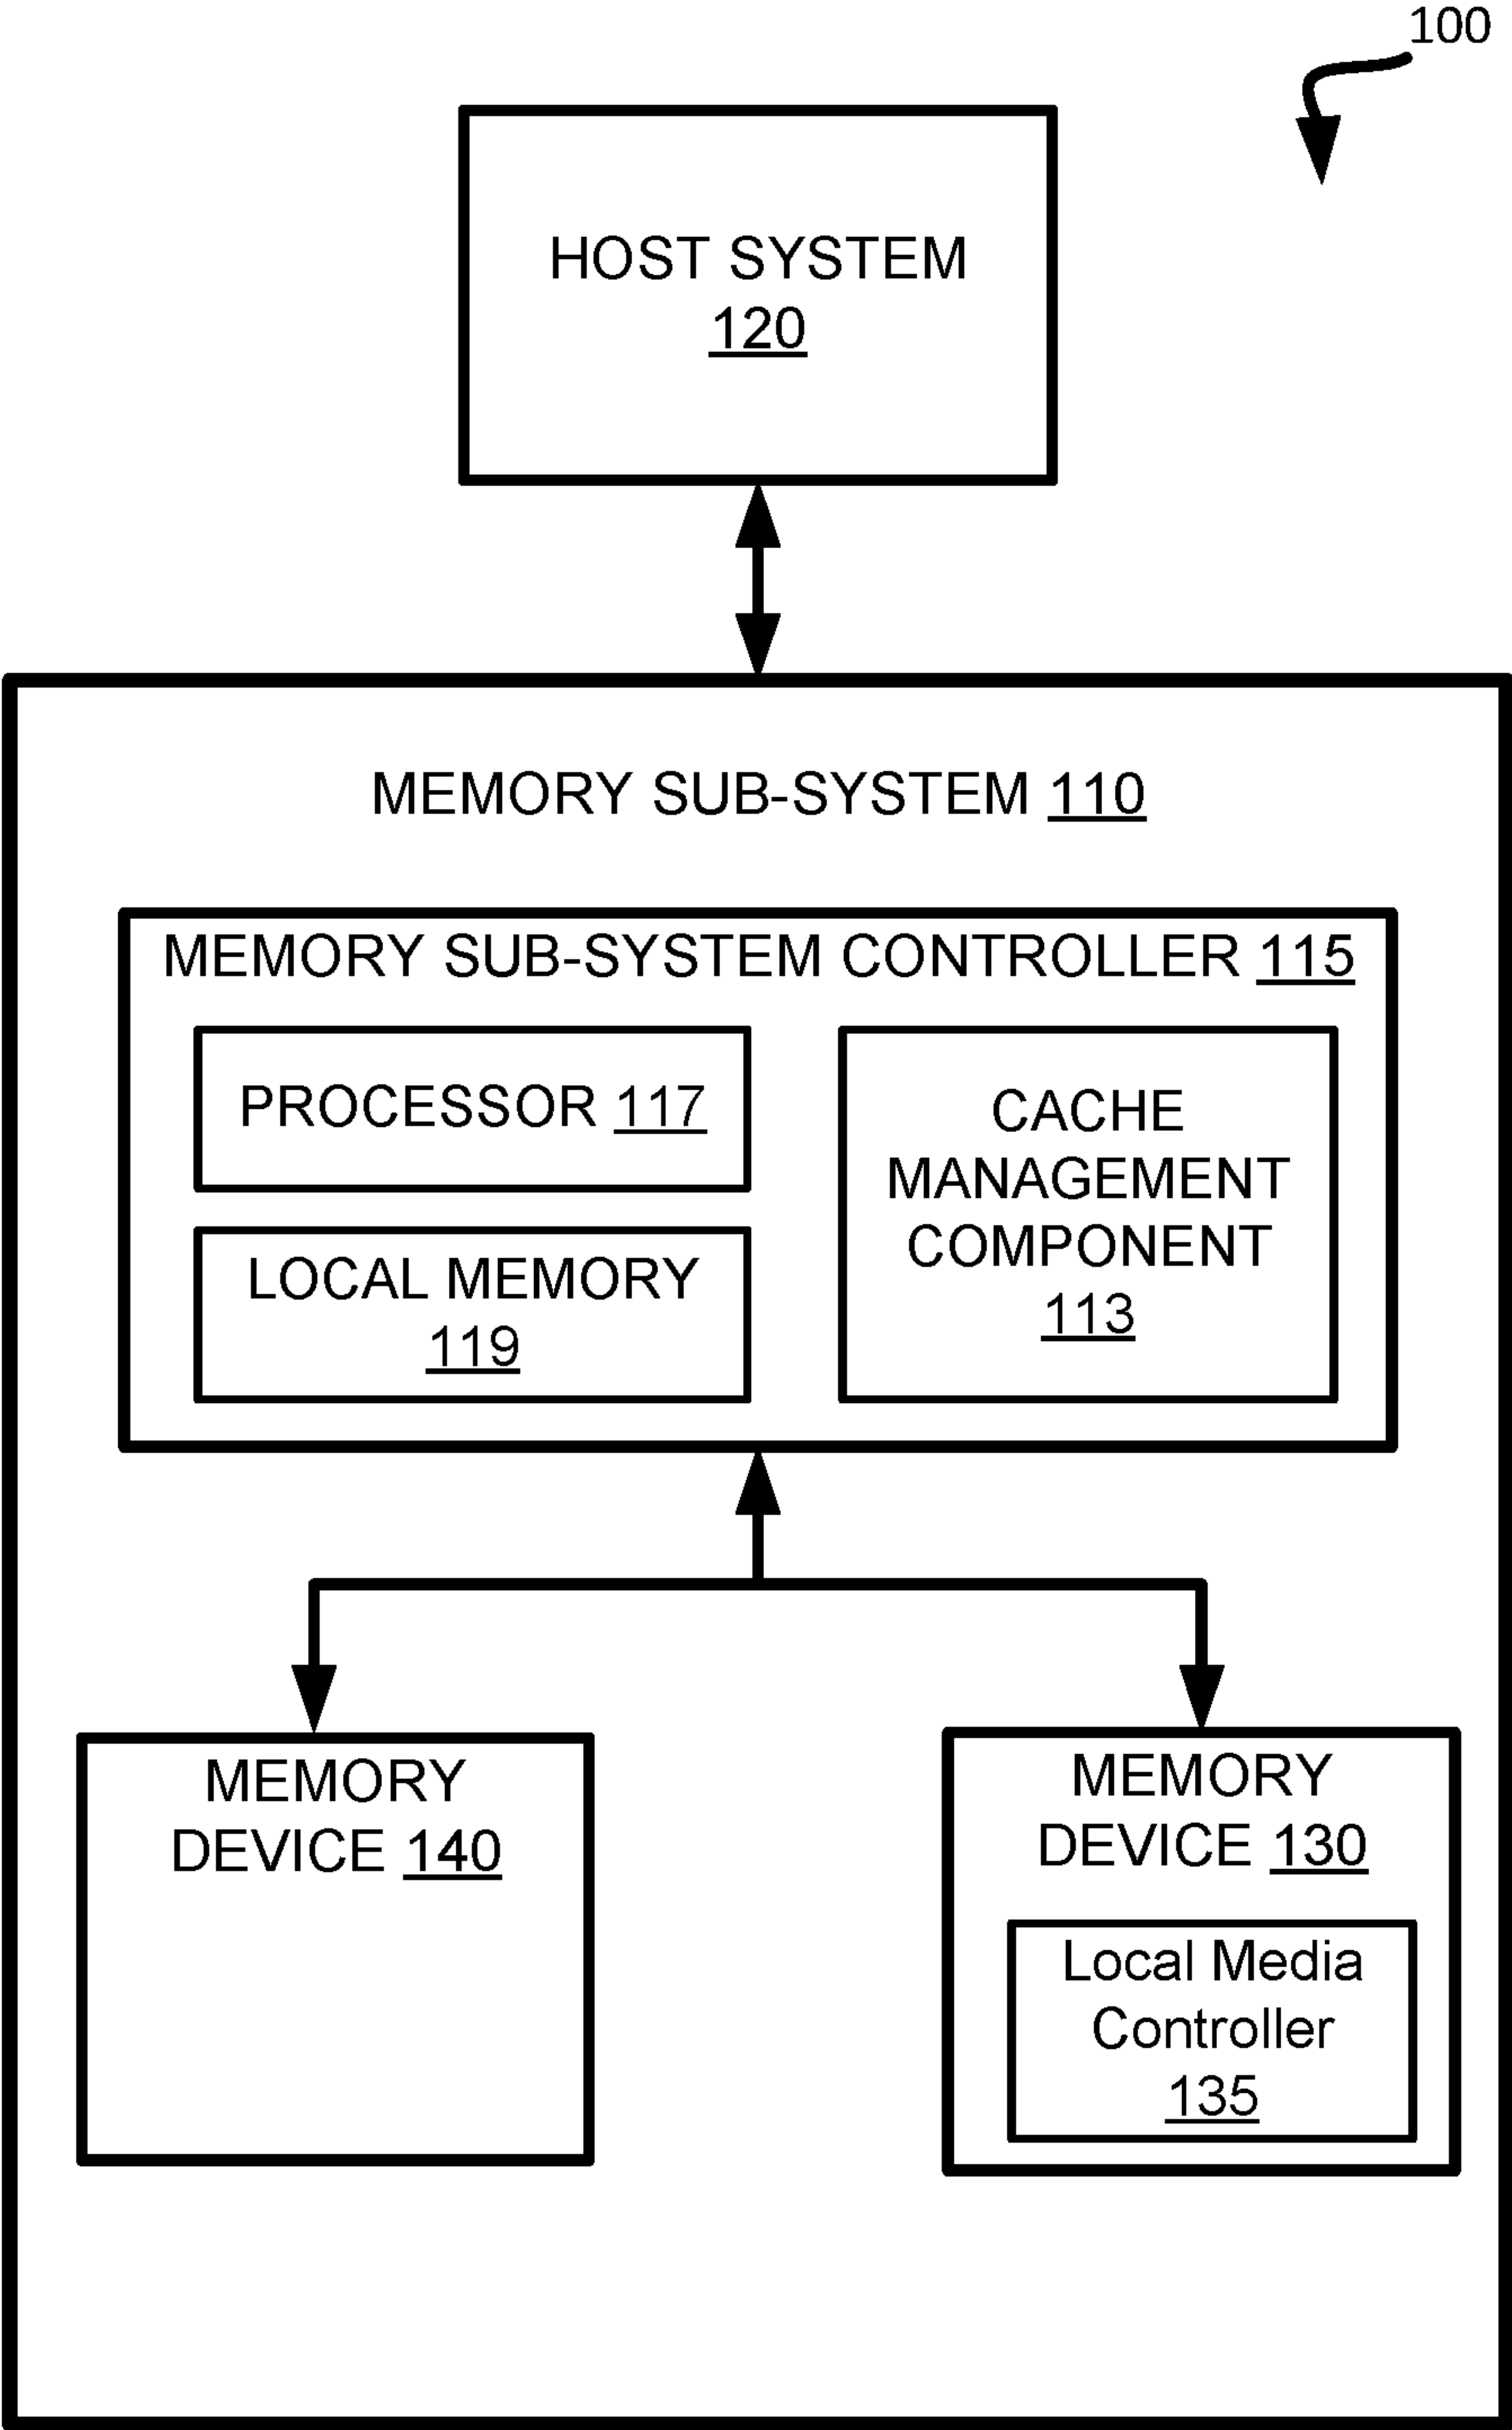 100
HOST SYSTEM
120
MEMORY SUB-SYSTEM 110
MEMORY SUB-SYSTEM CONTROLLER 115
PROCESSOR 117
LOCAL MEMORY
119
CACHE
MANAGEMENT
COMPONENT
113
MEMORY
DEVICE 140
MEMORY
DEVICE 130
Local Media
Controller
135